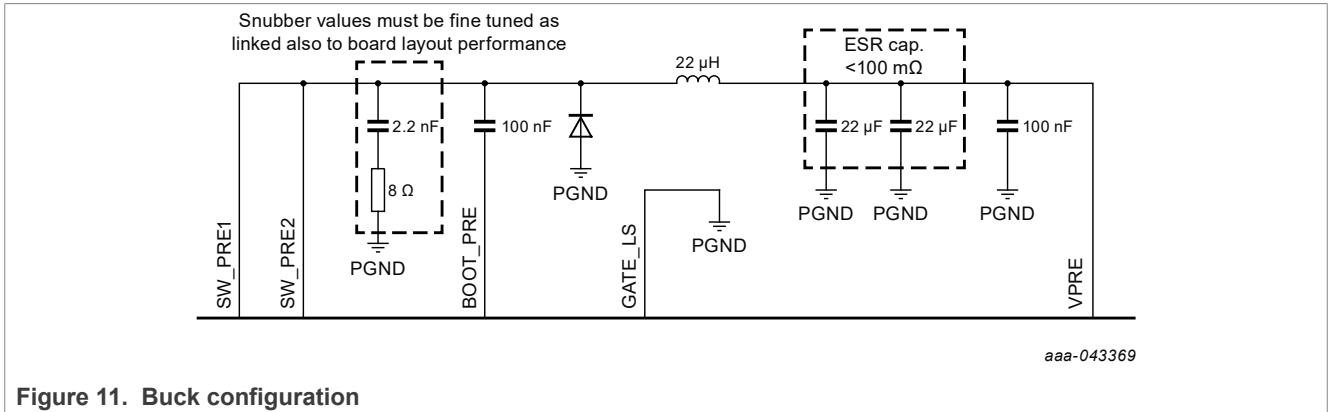 Snubber values must be fine tuned as
linked also to board layout performance
ESR cap.
<100 mΩ
22 µH
2.2 nF
100 nF
22 µF
22 µF
100 nF
8 Ω
PGND
PGND
PGND
PGND
PGND
PGND
SW_PRE1
SW_PRE2
BOOT_PRE
GATE_LS
VPRE
aaa-043369
Figure 11. Buck configuration